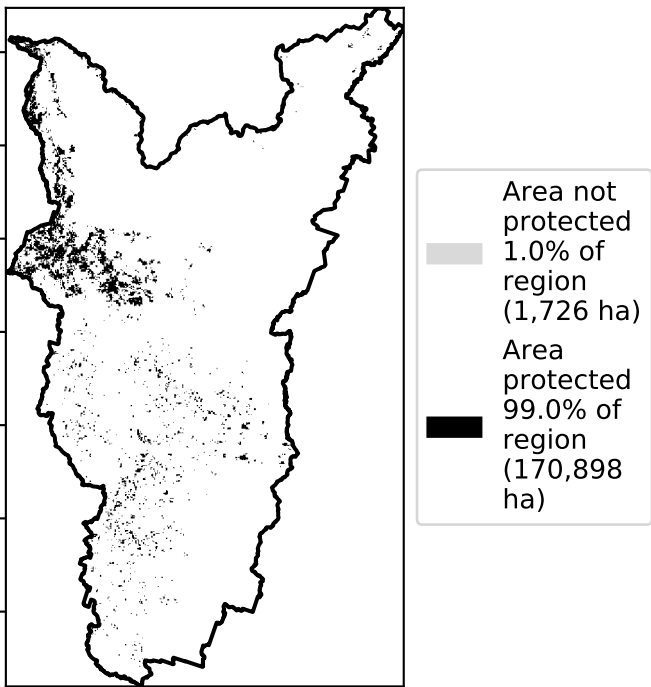 Area not
protected
1.0% of
region
(1,726 ha)
Area
protected
99.0% of
region
(170,898
ha)